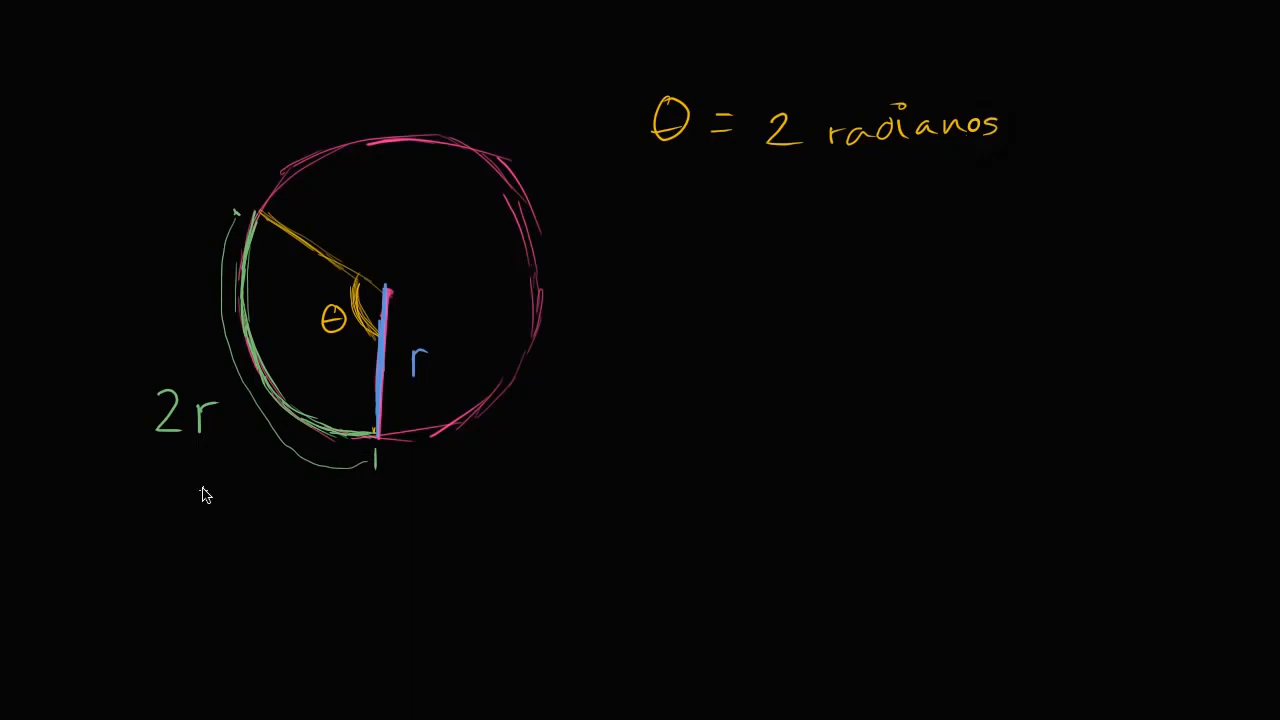 θ = 2 radianos
θ
r
2r